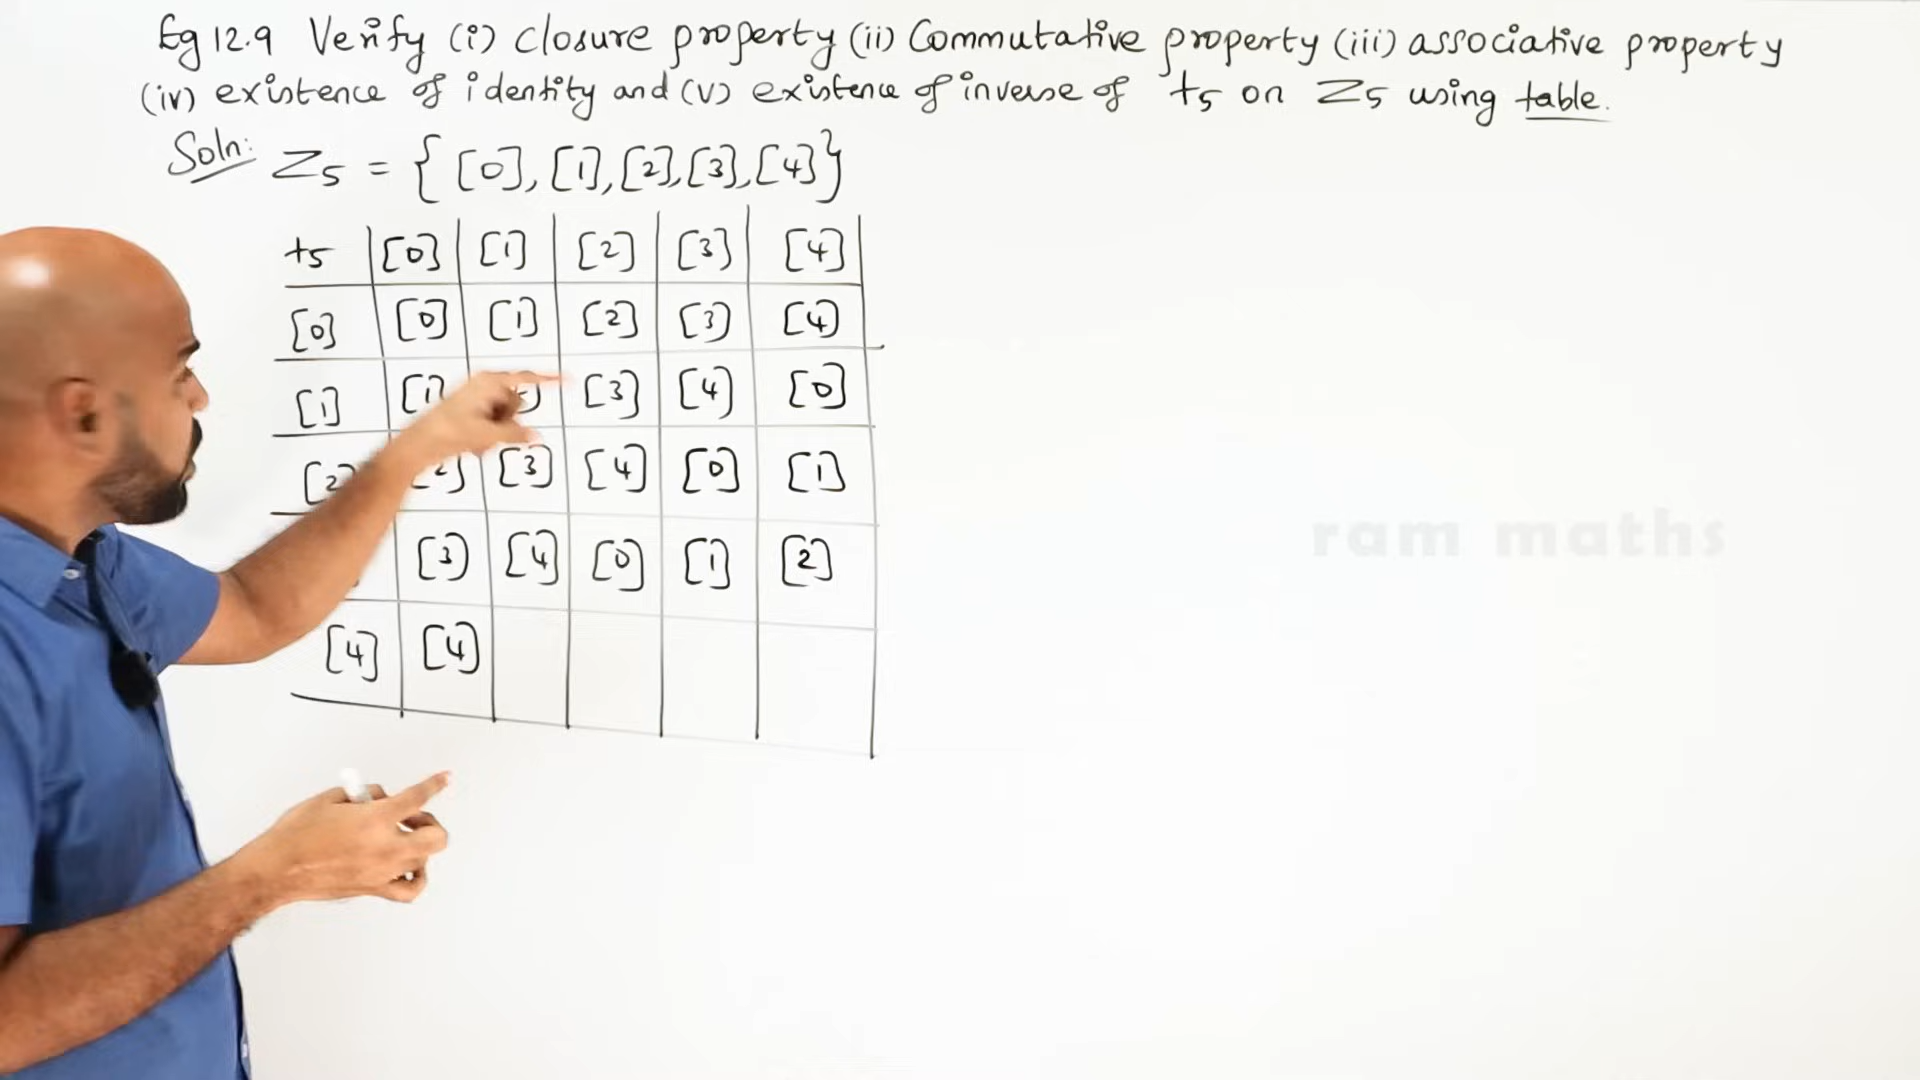 Eg 12.9 Verify (i) closure property (ii) Commutative property (iii) associative property
(iv) existence of identity and (v) existence of inverse of +5 on Z5 using table.
Soln: Z5 = { [0], [1], [2], [3], [4] }
+5 [0] [1] [2] [3] [4]
[0] [0] [1] [2] [3] [4]
[1] [1] [3] [4] [0]
[2] [2] [3] [4] [0] [1]
[3] [4] [0] [1] [2]
[4] [4]
ram maths